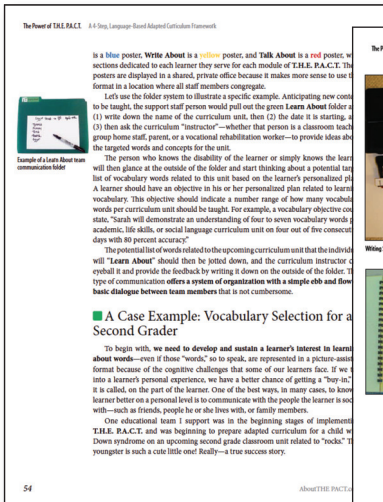 The Power of T.H.E. P.A.C.T. A 4-Step, Language-Based Adapted Curriculum Framework
is a blue poster, Write About is a yellow poster, and Talk About is a red poster, w
sections dedicated to each learner they serve for each module of T.H.E. P.A.C.T. The
posters are displayed in a shared, private office because it makes more sense to use t
format in a location where all staff members congregate.
Let's use the folder system to illustrate a specific example. Anticipating new conte
to be taught, the support staff person would pull out the green Learn About folder a
(1) write down the name of the curriculum unit, then (2) the date it is starting, a
(3) then ask the curriculum "instructor"—whether that person is a classroom teach
group home staff, parent, or a vocational rehabilitation worker—to provide ideas abo
the targeted words and concepts for the unit.
Example of a Learn About team
communication folder
The person who knows the disability of the learner or simply knows the learn
will then glance at the outside of the folder and start thinking about a potential targ
list of vocabulary words related to this unit based on the learner's personalized pla
A learner should have an objective in his or her personalized plan related to learni
vocabulary. This objective should indicate a number range of how many vocabula
words per curriculum unit should be taught. For example, a vocabulary objective cou
state, "Sarah will demonstrate an understanding of four to seven vocabulary words p
academic, life skills, or social language curriculum unit on four out of five consecuti
days with 80 percent accuracy."
The potential list of words related to the upcoming curriculum unit that the individu
will "Learn About" should then be jotted down, and the curriculum instructor c
eyeball it and provide the feedback by writing it down on the outside of the folder. T
type of communication offers a system of organization with a simple ebb and flow
basic dialogue between team members that is not cumbersome.
A Case Example: Vocabulary Selection for a
Second Grader
To begin with, we need to develop and sustain a learner's interest in learni
about words—even if those "words," so to speak, are represented in a picture-assist
format because of the cognitive challenges that some of our learners face. If we t
into a learner's personal experience, we have a better chance of getting a "buy-in,"
it is called, on the part of the learner. One of the best ways, in many cases, to know
learner better on a personal level is to communicate with the people the learner is soc
with—such as friends, people he or she lives with, or family members.
One educational team I support was in the beginning stages of implementi
T.H.E. P.A.C.T. and was beginning to prepare adapted curriculum for a child w
Down syndrome on an upcoming second grade classroom unit related to "rocks." T
youngster is such a cute little one! Really—a true success story.
54
AboutTHE PACT.c
The P
Writing